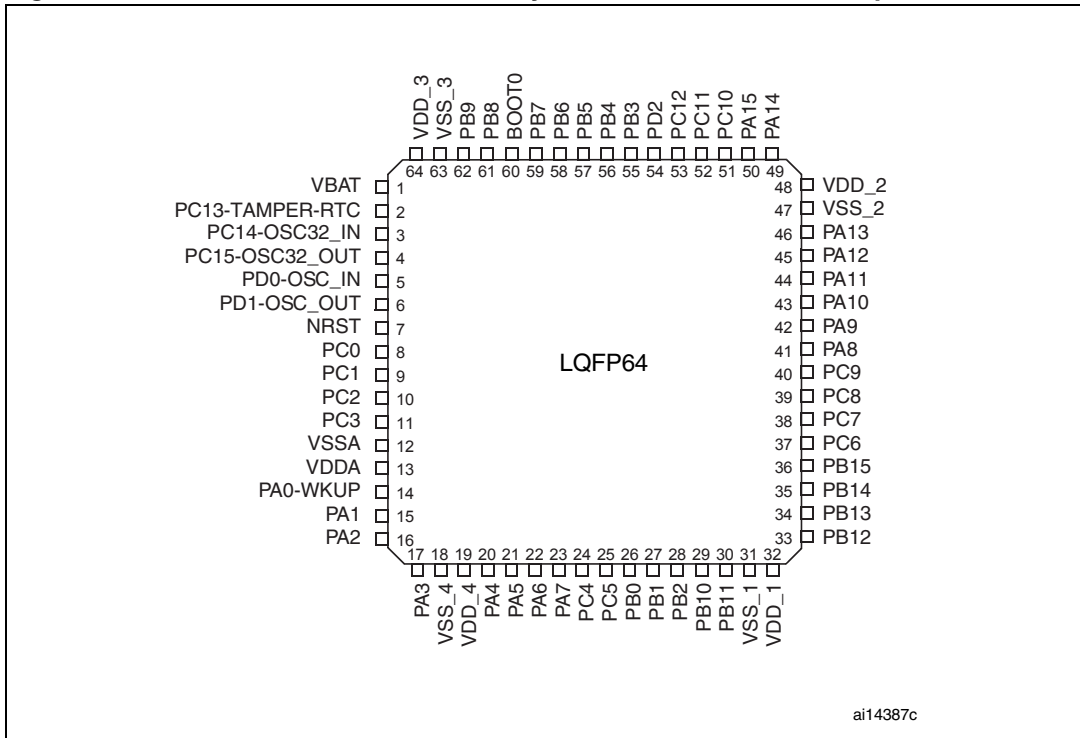 VDD_3
VSS_3
PB9
PB8
BOOT0
PB7
PB6
PB5
PB4
PB3
PD2
PC12
PC11
PC10
PA15
PA14
64 63 62 61 60 59 58 57 56 55 54 53 52 51 50 49
VBAT 1
PC13-TAMPER-RTC 2
PC14-OSC32_IN 3
PC15-OSC32_OUT 4
PD0-OSC_IN 5
PD1-OSC_OUT 6
NRST 7
PC0 8
PC1 9
PC2 10
PC3 11
VSSA 12
VDDA 13
PA0-WKUP 14
PA1 15
PA2 16
LQFP64
48 VDD_2
47 VSS_2
46 PA13
45 PA12
44 PA11
43 PA10
42 PA9
41 PA8
40 PC9
39 PC8
38 PC7
37 PC6
36 PB15
35 PB14
34 PB13
33 PB12
17 18 19 20 21 22 23 24 25 26 27 28 29 30 31 32
PA3
VSS_4
VDD_4
PA4
PA5
PA6
PA7
PC4
PC5
PB0
PB1
PB2
PB10
PB11
VSS_1
VDD_1
ai14387c